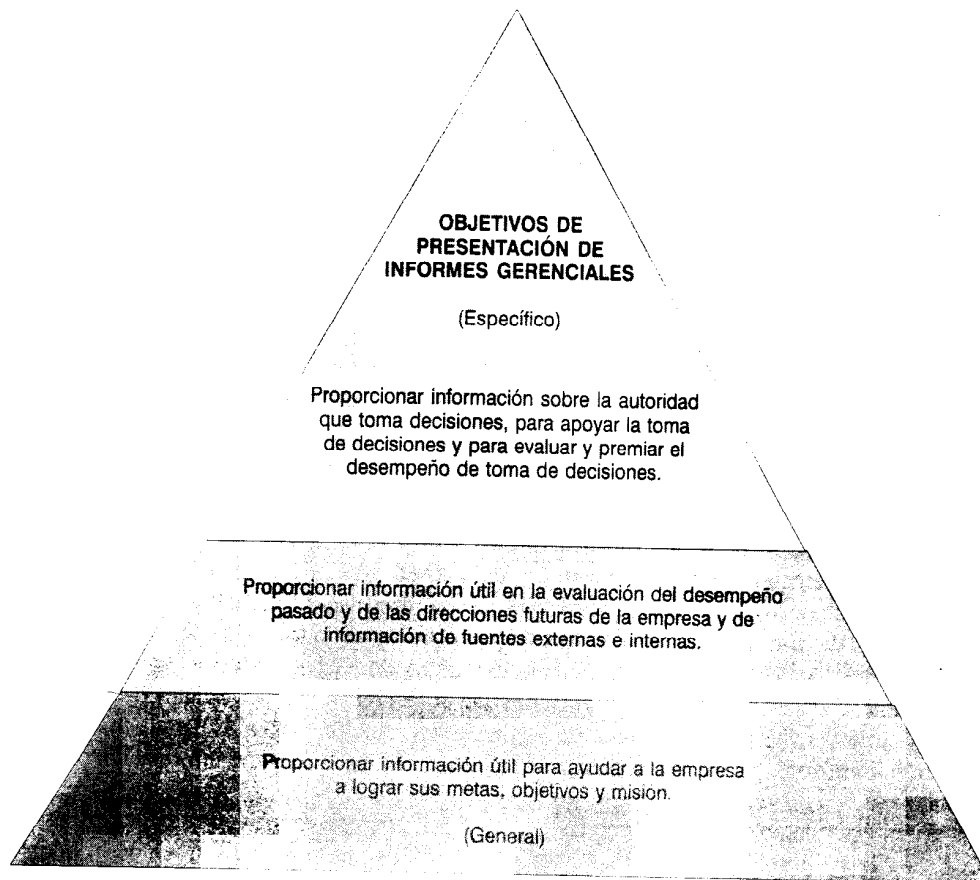 OBJETIVOS DE
PRESENTACIÓN DE
INFORMES GERENCIALES
(Específico)
Proporcionar información sobre la autoridad
que toma decisiones, para apoyar la toma
de decisiones y para evaluar y premiar el
desempeño de toma de decisiones.
Proporcionar información útil en la evaluación del desempeño
pasado y de las direcciones futuras de la empresa y de
información de fuentes externas e internas.
Proporcionar información útil para ayudar a la empresa
a lograr sus metas, objetivos y mision.
(General)